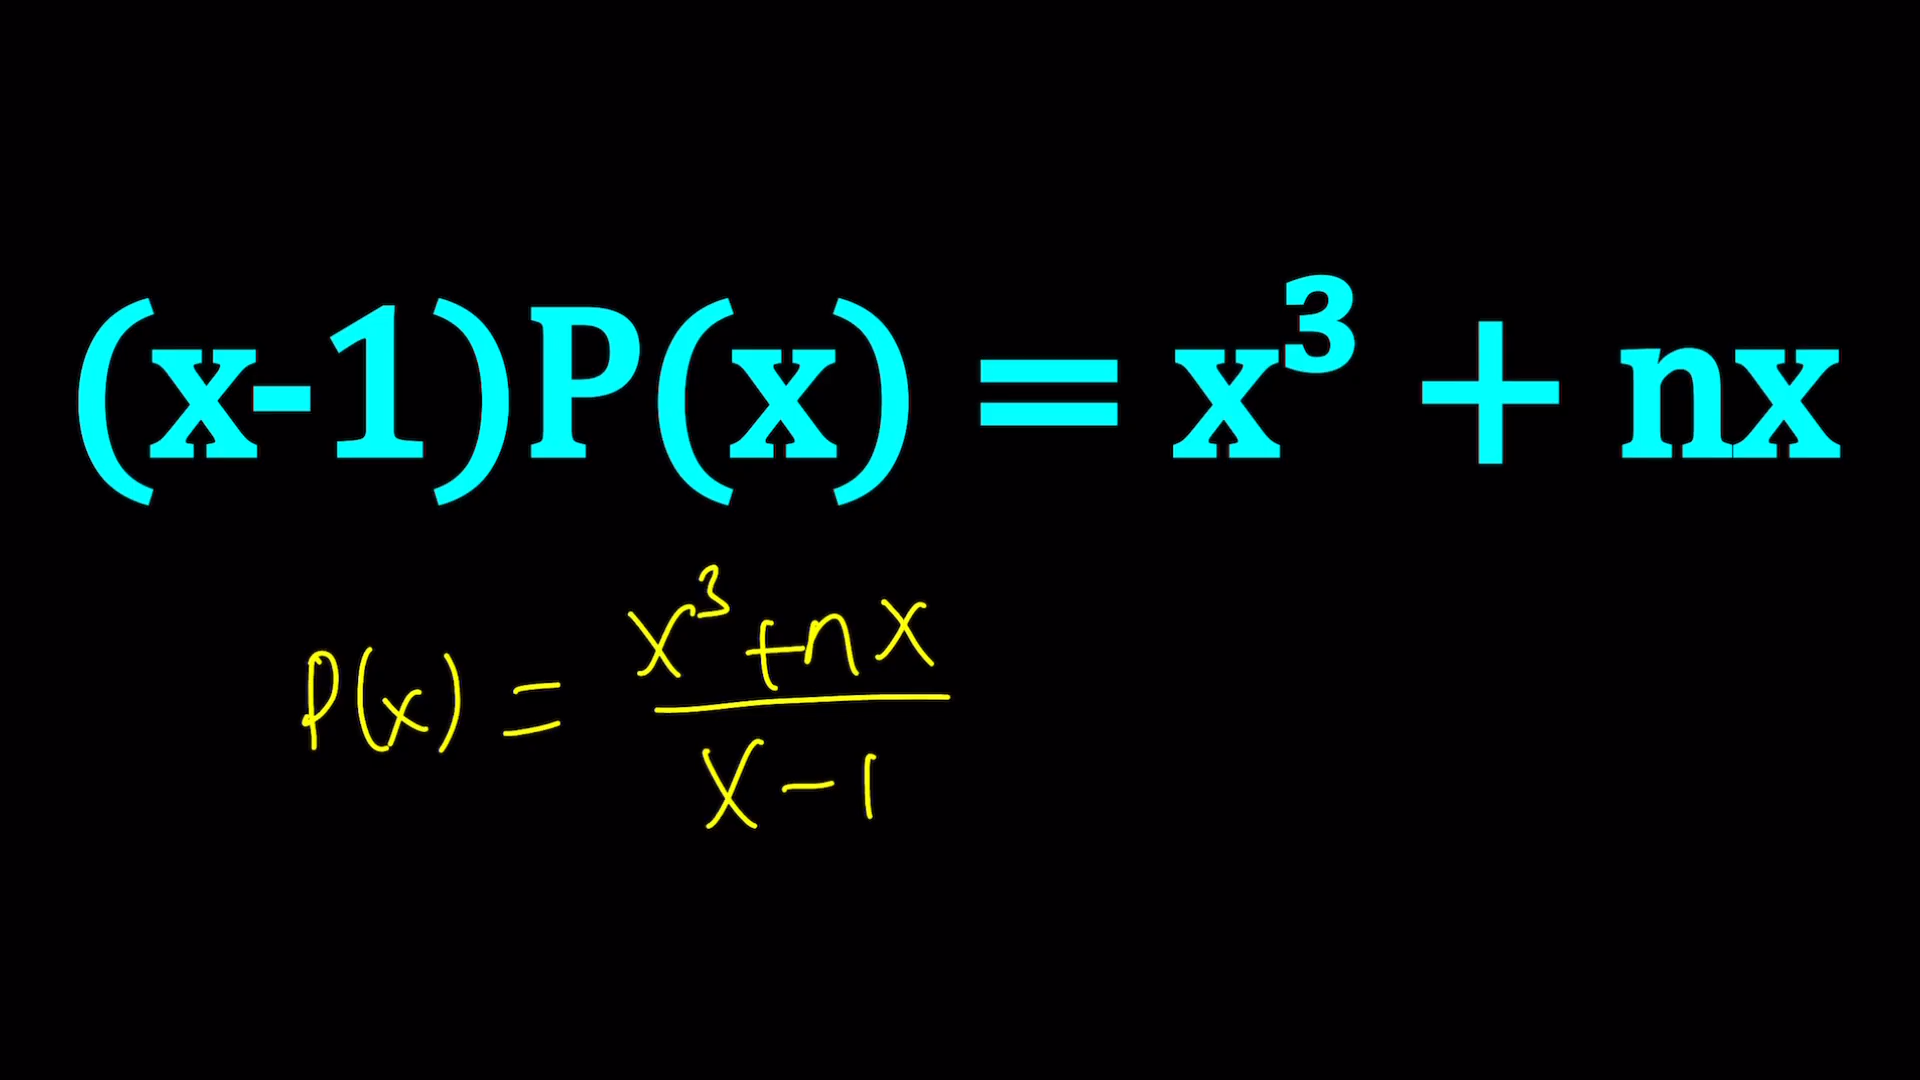 (x-1)P(x) = x³ + nx
P(x) = x³+nx
x-1